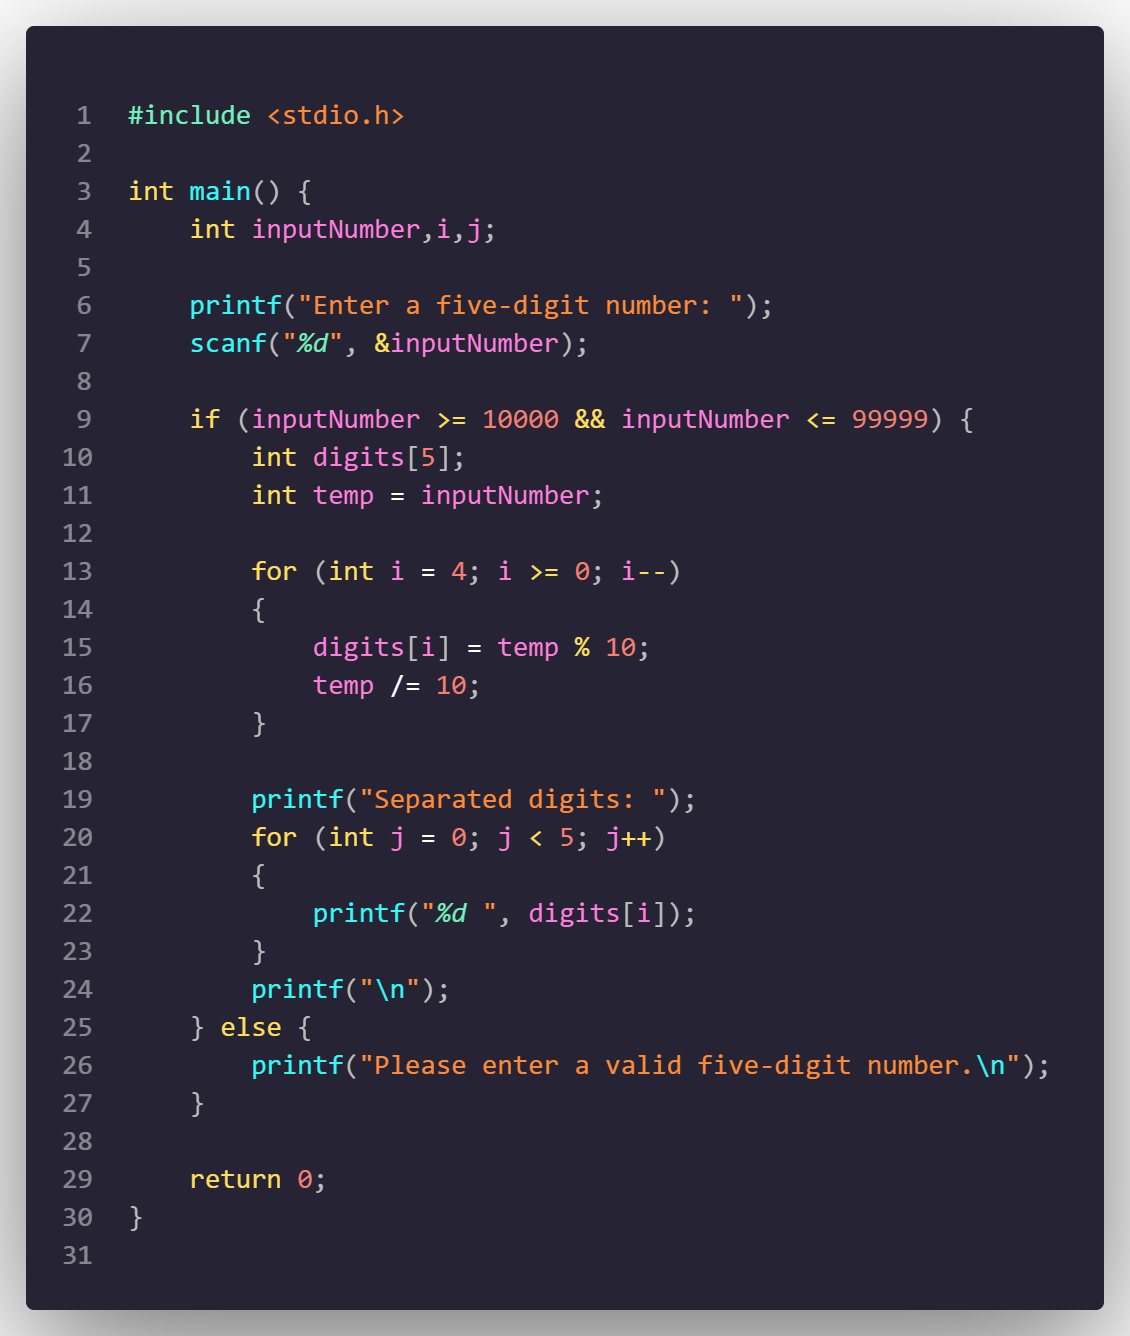 1 #include <stdio.h>
2
3 int main() {
4     int inputNumber,i,j;
5
6     printf("Enter a five-digit number: ");
7     scanf("%d", &inputNumber);
8
9     if (inputNumber >= 10000 && inputNumber <= 99999) {
10         int digits[5];
11         int temp = inputNumber;
12
13         for (int i = 4; i >= 0; i--)
14         {
15             digits[i] = temp % 10;
16             temp /= 10;
17         }
18
19         printf("Separated digits: ");
20         for (int j = 0; j < 5; j++)
21         {
22             printf("%d ", digits[i]);
23         }
24         printf("\n");
25     } else {
26         printf("Please enter a valid five-digit number.\n");
27     }
28
29     return 0;
30 }
31